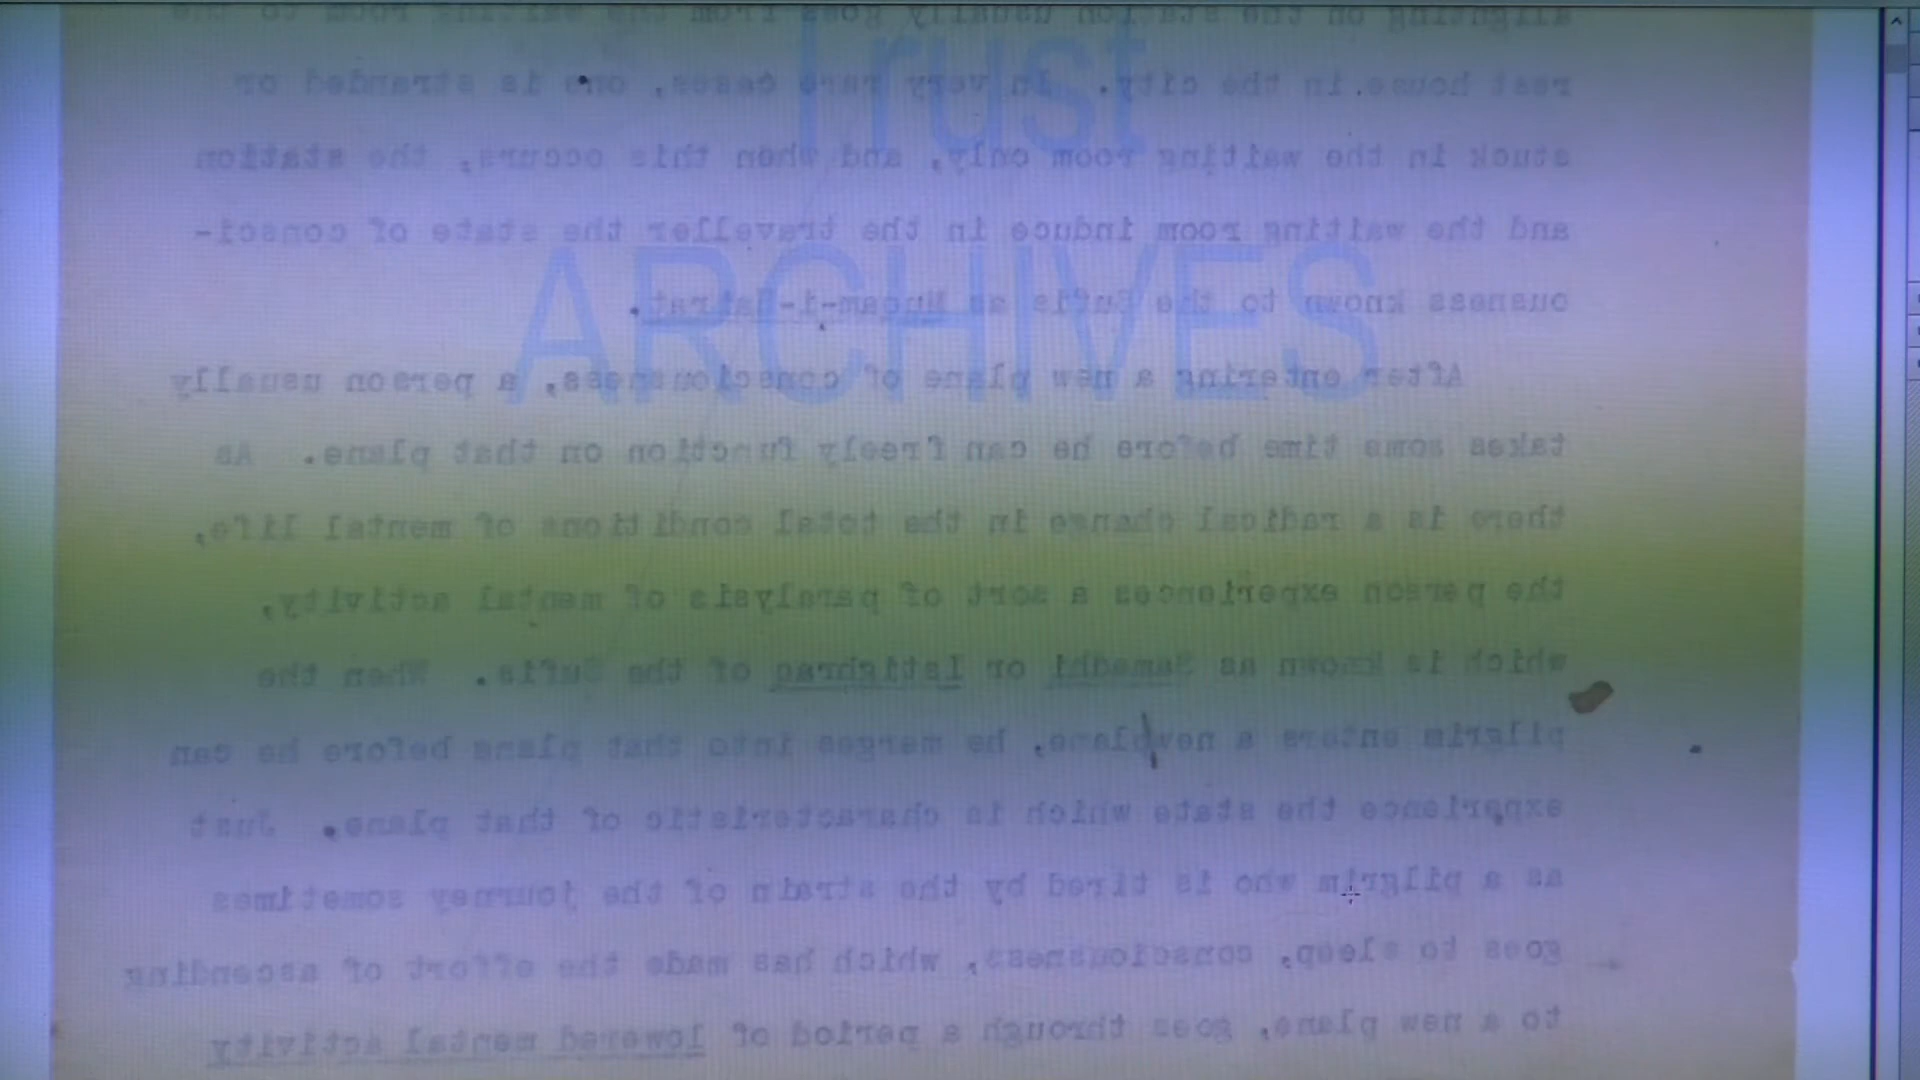 alighting on the station usually goes from the waiting room to the
rest house in the city. In very rare cases, one is stranded or
stuck in the waiting room only, and when this occurs, the station
and the waiting room induce in the traveller the state of consci-
ousness known to the Sufis as Muqam-i-hairat.
After entering a new plane of consciousness, a person usually
takes some time before he can freely function on that plane. As
there is a radical change in the total conditions of mental life,
the person experiences a sort of paralysis of mental activity,
which is known as Samadhi or Istighraq of the Sufis. When the
pilgrim enters a new|plane, he merges into that plane before he can
experience the state which is characteristic of that plane. Just
as a pilgrim who is tired by the strain of the journey sometimes
goes to sleep, consciousness, which has made the effort of ascending
to a new plane, goes through a period of lowered mental activity
Trust
ARCHIVES